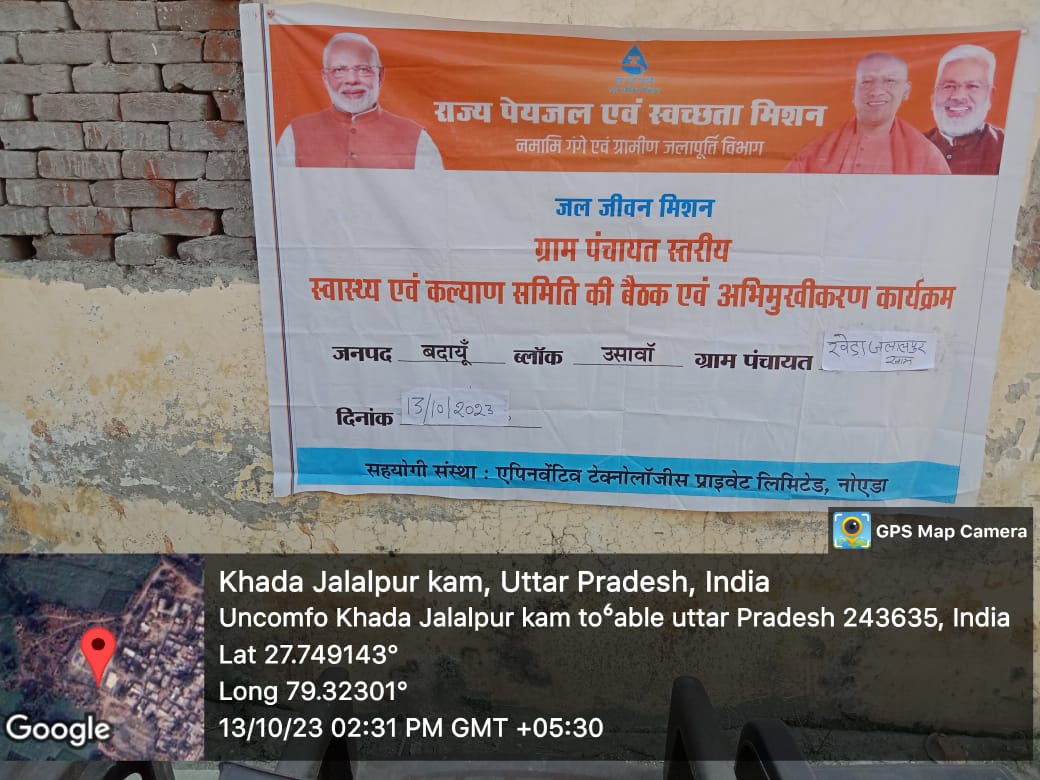 राज्य पेयजल एवं स्वच्छता मिशन
नमामि गंगे एवं ग्रामीण जलापूर्ति विभाग
जल जीवन मिशन
ग्राम पंचायत स्तरीय
स्वास्थ्य एवं कल्याण समिति की बैठक एवं अभिमुखीकरण कार्यक्रम
जनपद बदायूँ ब्लॉक उसावॉ ग्राम पंचायत खेडा जलालपुर
खाम
दिनांक 13/10/2023
सहयोगी संस्था : एपिनवेंटिव टेक्नोलॉजीस प्राइवेट लिमिटेड, नोएडा
GPS Map Camera
Khada Jalalpur kam, Uttar Pradesh, India
Uncomfo Khada Jalalpur kam to⁶able uttar Pradesh 243635, India
Lat 27.749143°
Long 79.32301°
13/10/23 02:31 PM GMT +05:30
Google